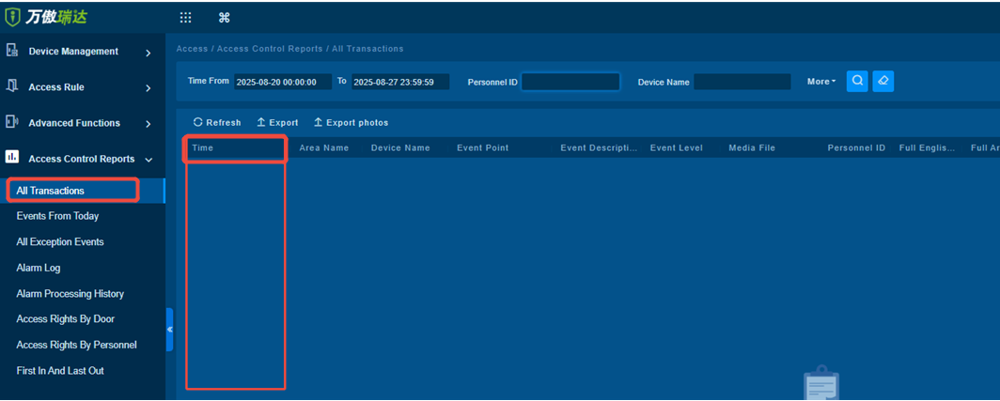 万傲瑞达
Device Management
Access Rule
Advanced Functions
Access Control Reports
All Transactions
Events From Today
All Exception Events
Alarm Log
Alarm Processing History
Access Rights By Door
Access Rights By Personnel
First In And Last Out
Access / Access Control Reports / All Transactions
Time From 2025-08-20 00:00:00 To 2025-08-27 23:59:59 Personnel ID Device Name More
Refresh Export Export photos
Time Area Name Device Name Event Point Event Descripti... Event Level Media File Personnel ID Full Englis... Full Ar